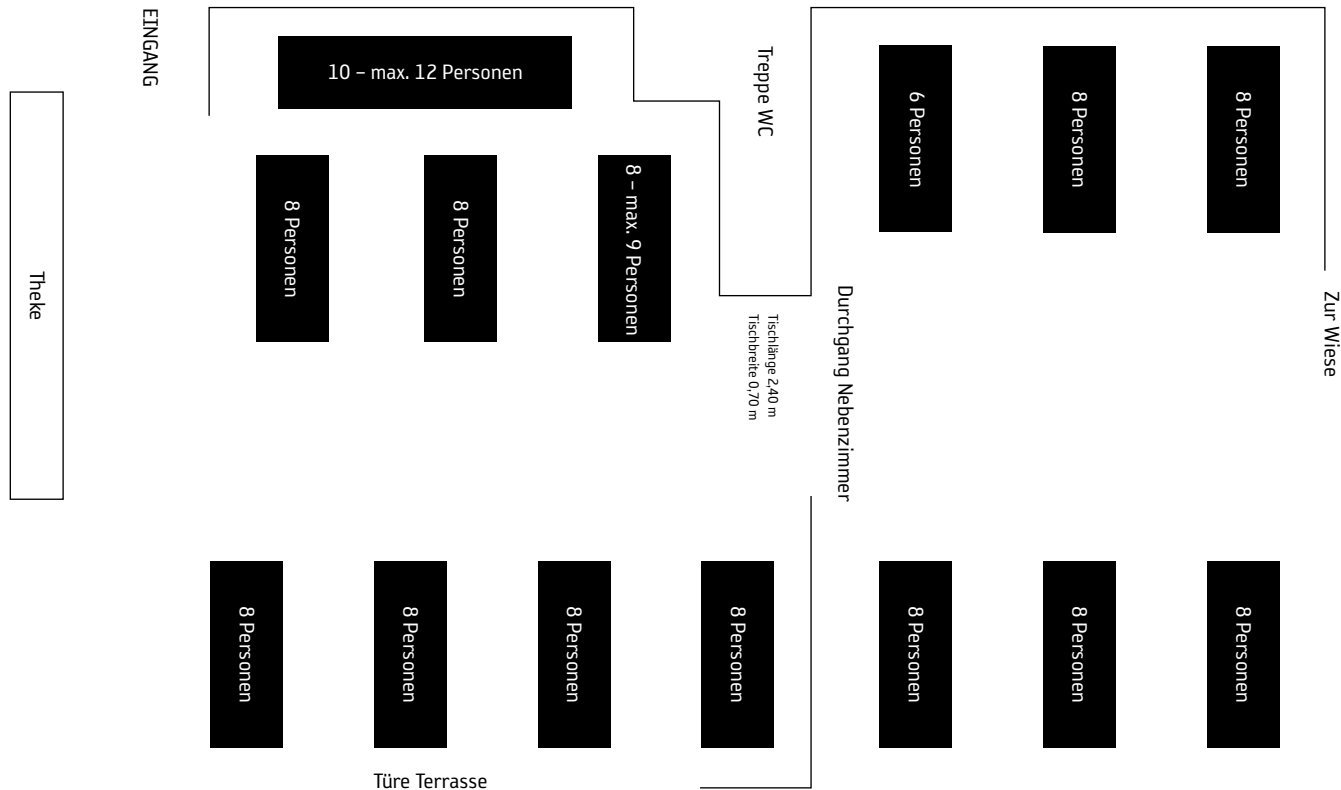 EINGANG
10 – max. 12 Personen
Treppe WC
6 Personen
8 Personen
8 Personen
8 Personen
8 Personen
8 – max. 9 Personen
Theke
Tischlänge 2,40 m
Tischbreite 0,70 m
Durchgang Nebenzimmer
Zur Wiese
8 Personen
8 Personen
8 Personen
8 Personen
8 Personen
8 Personen
8 Personen
Türe Terrasse